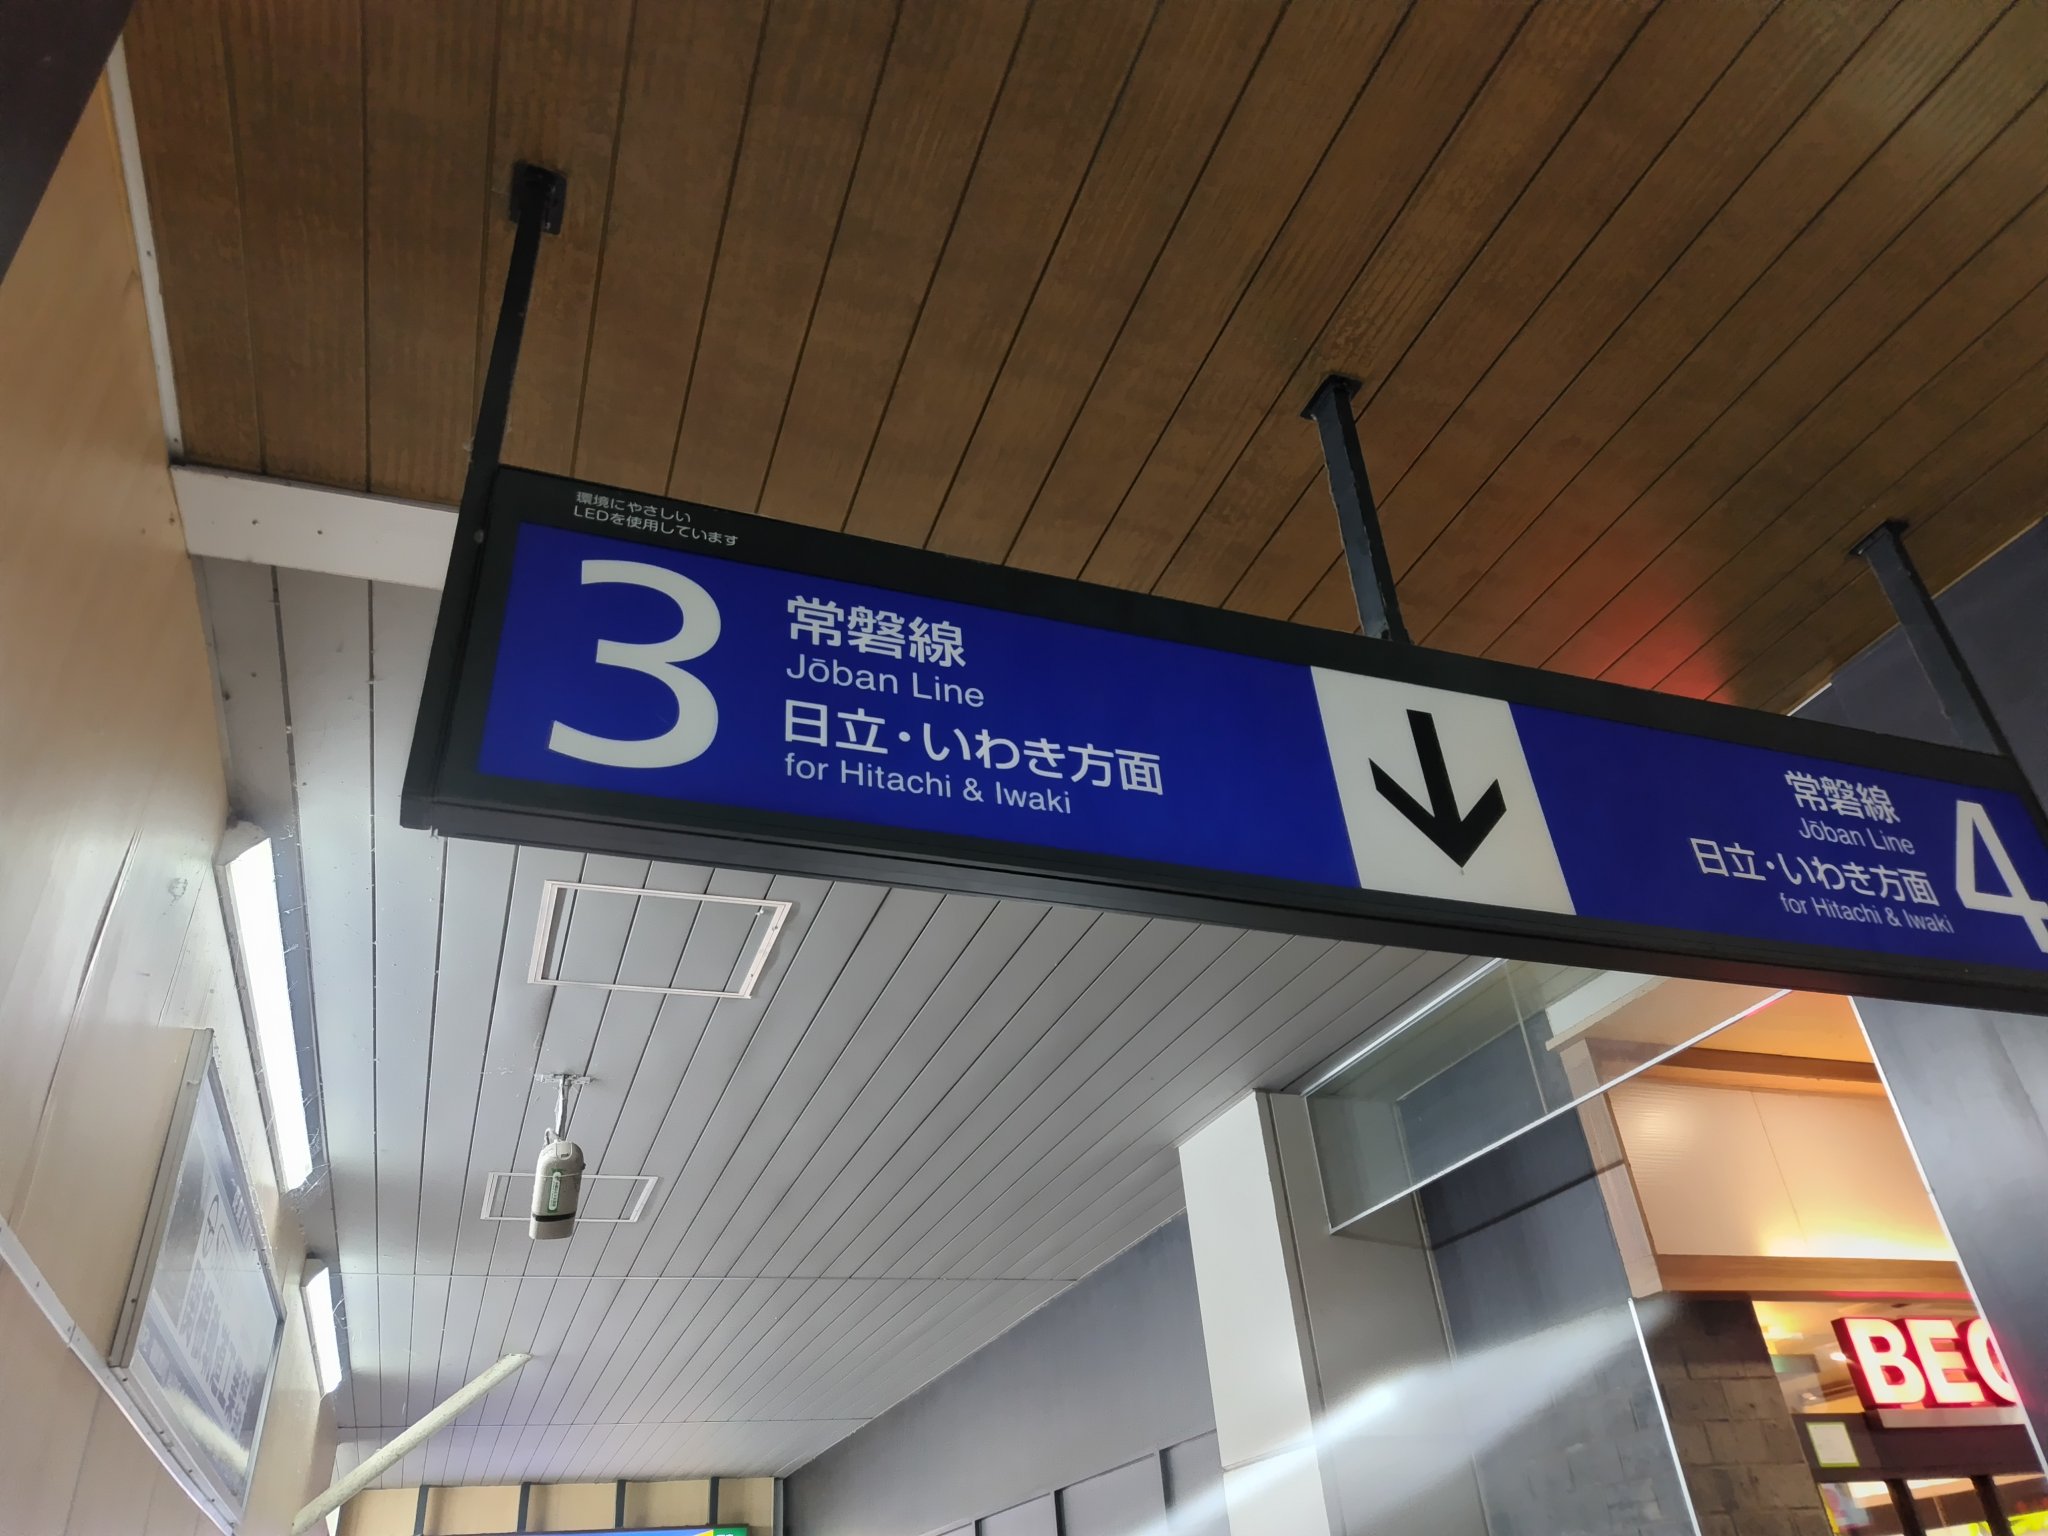 環境にやさしい
LEDを使用しています
3
常磐線
Jōban Line
日立・いわき方面
for Hitachi & Iwaki
常磐線
Jōban Line
日立・いわき方面
for Hitachi & Iwaki
4
BEC